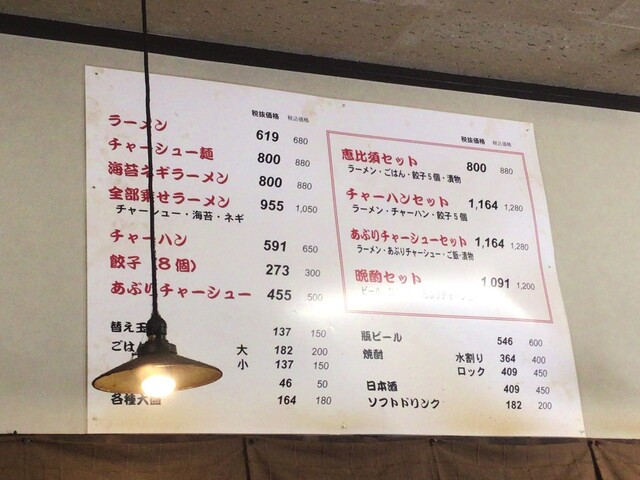 税抜価格 税込価格
ラーメン 619 680
チャーシュー麺 800 880
海苔ネギラーメン 800 880
全部乗せラーメン 955 1,050
チャーシュー・海苔・ネギ
チャーハン 591 650
餃子(8個) 273 300
あぶりチャーシュー 455 500
替え玉 137 150
ごはん 大 182 200
小 137 150
46 50
各種大盛 164 180
税抜価格 税込価格
恵比須セット 800 880
ラーメン・ごはん・餃子5個・漬物
チャーハンセット 1,164 1,280
ラーメン・チャーハン・餃子5個
あぶりチャーシューセット 1,164 1,280
ラーメン・あぶりチャーシュー・ご飯・漬物
晩酌セット 1,091 1,200
瓶ビール 546 600
焼酎 水割り 364 400
ロック 409 450
日本酒 409 450
ソフトドリンク 182 200